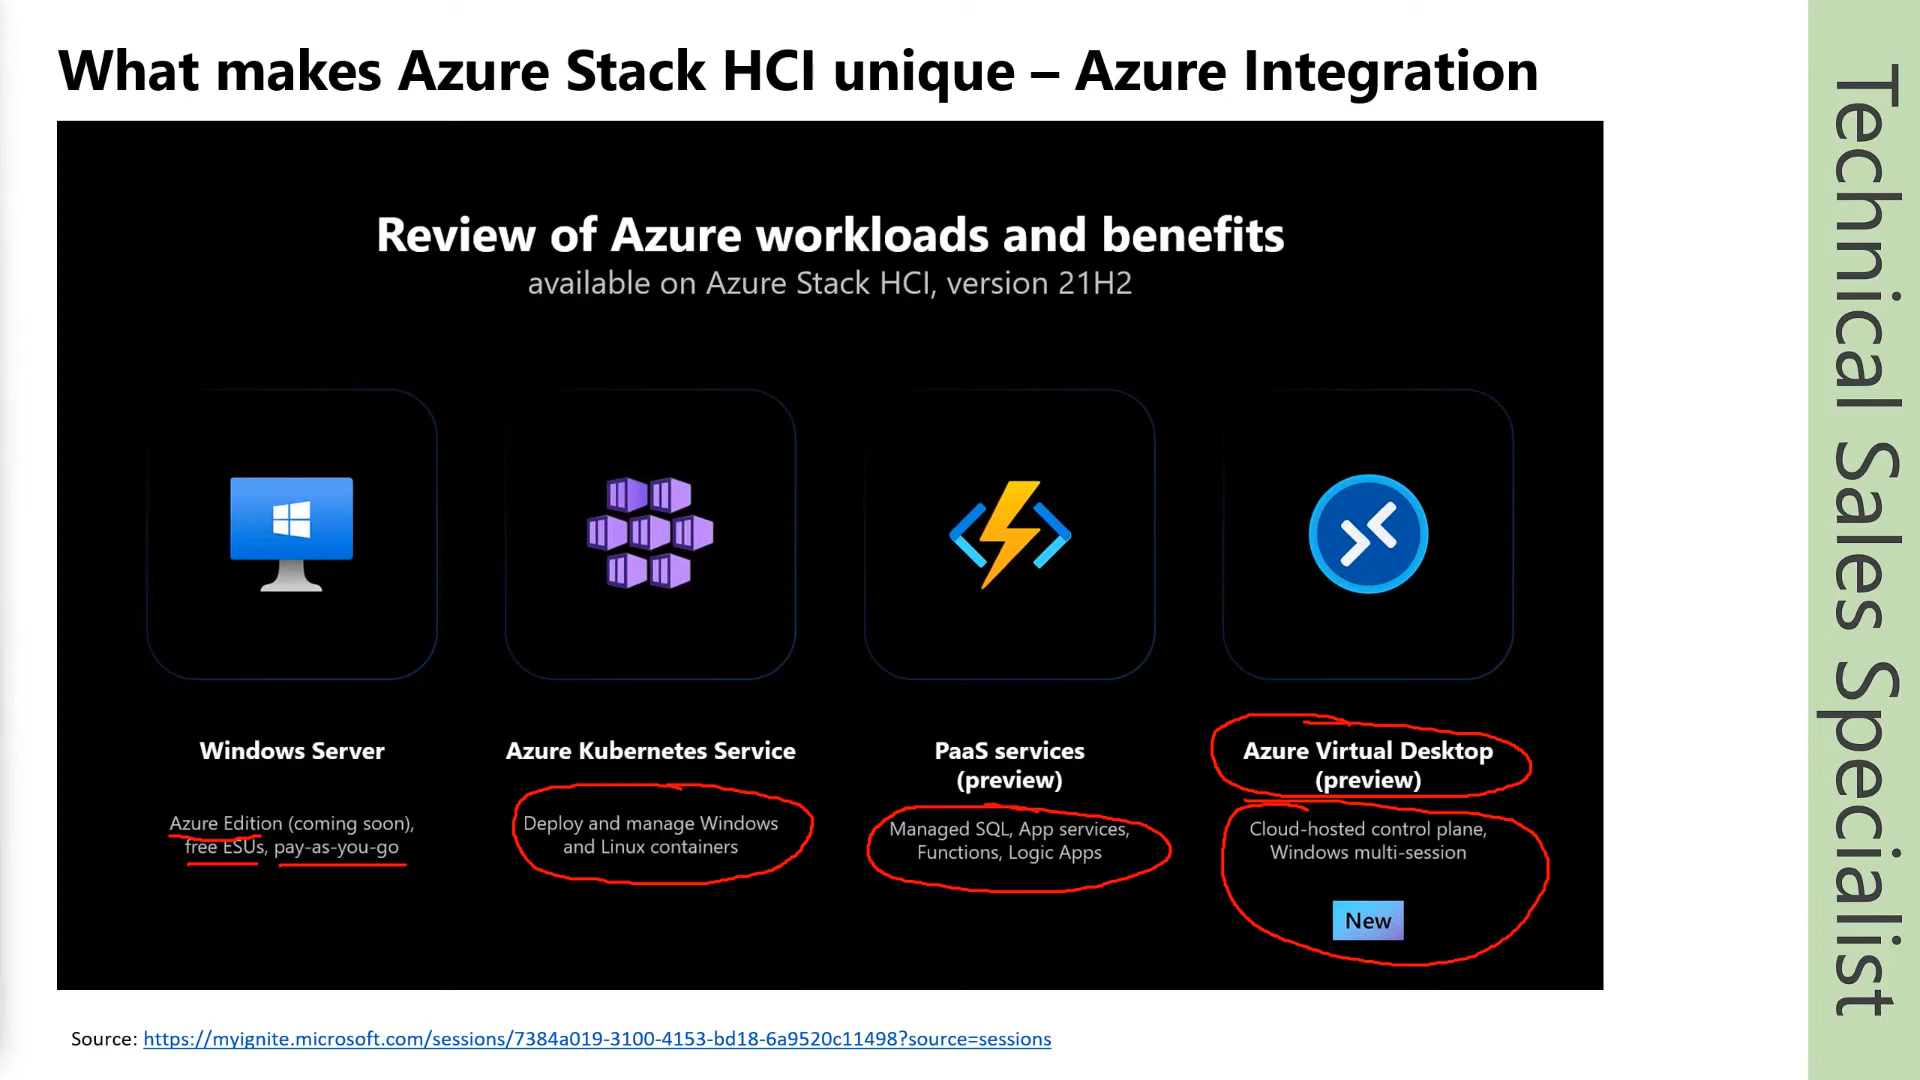 What makes Azure Stack HCI unique – Azure Integration
Review of Azure workloads and benefits
available on Azure Stack HCI, version 21H2
Windows Server
Azure Edition (coming soon),
free ESUs, pay-as-you-go
Azure Kubernetes Service
Deploy and manage Windows
and Linux containers
PaaS services
(preview)
Managed SQL, App services,
Functions, Logic Apps
Azure Virtual Desktop
(preview)
Cloud-hosted control plane,
Windows multi-session
New
Source: https://myignite.microsoft.com/sessions/7384a019-3100-4153-bd18-6a9520c11498?source=sessions
Technical Sales Specialist